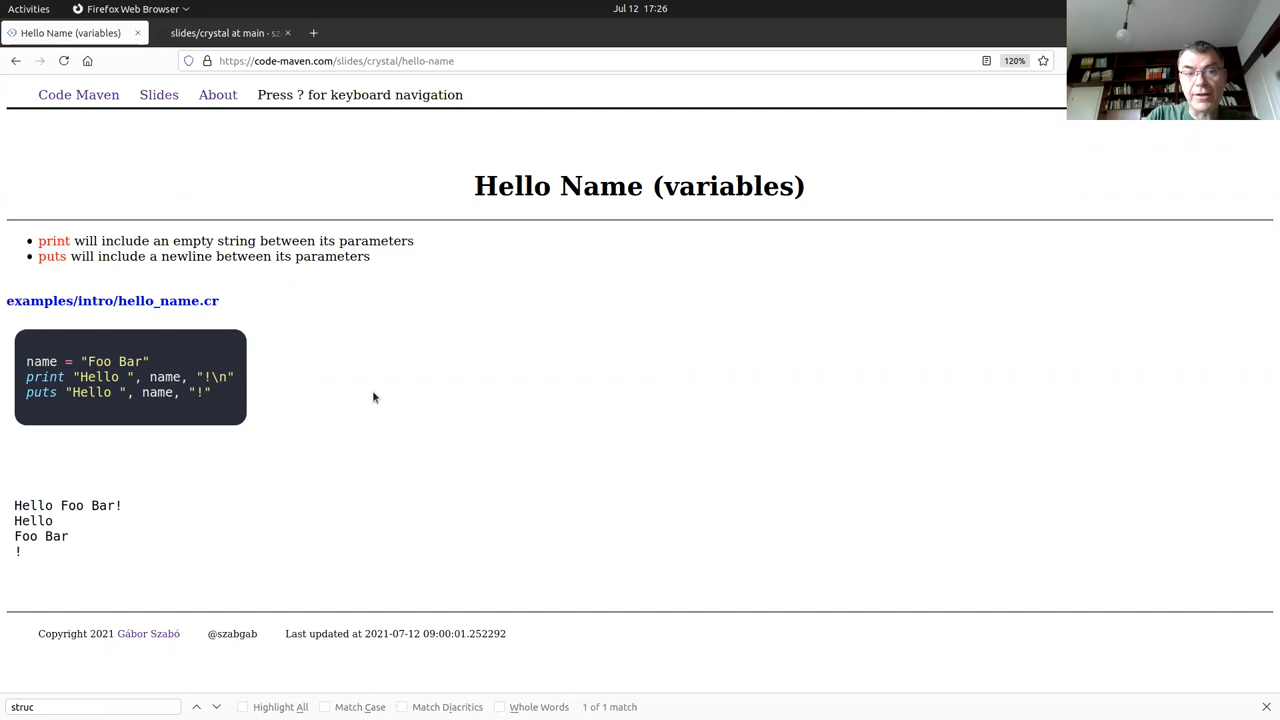 Activities
Firefox Web Browser
Jul 12 17:26
Hello Name (variables)
slides/crystal at main · sz
https://code-maven.com/slides/crystal/hello-name
120%
Code Maven Slides About Press ? for keyboard navigation
Hello Name (variables)
• print will include an empty string between its parameters
• puts will include a newline between its parameters
examples/intro/hello_name.cr
name = "Foo Bar"
print "Hello ", name, "!\n"
puts "Hello ", name, "!"
Hello Foo Bar!
Hello
Foo Bar
!
Copyright 2021 Gábor Szabó @szabgab Last updated at 2021-07-12 09:00:01.252292
struc
Highlight All Match Case Match Diacritics Whole Words 1 of 1 match